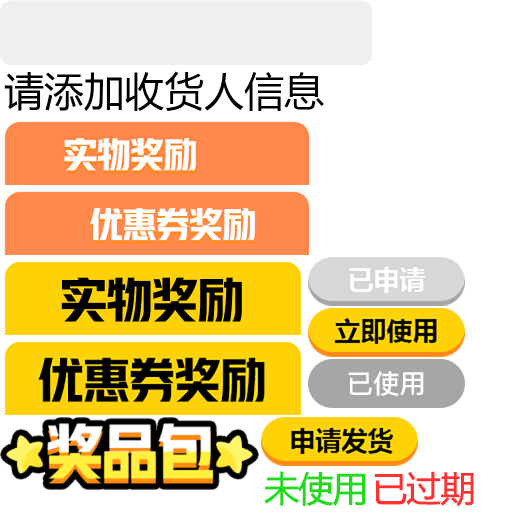 请添加收货人信息
实物奖励
优惠券奖励
实物奖励
已申请
立即使用
优惠券奖励
已使用
奖品包
申请发货
未使用 已过期